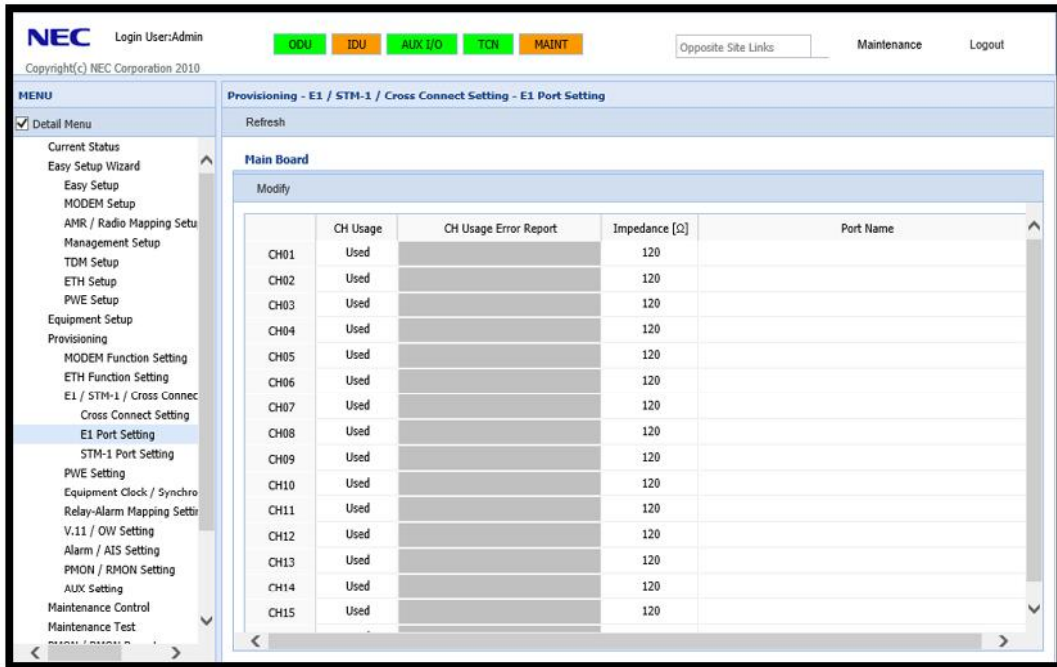 NEC Login User:Admin
ODU IDU AUX I/O TCN MAINT
Opposite Site Links
Maintenance Logout
Copyright(c) NEC Corporation 2010
MENU
Detail Menu
Current Status
Easy Setup Wizard
Easy Setup
MODEM Setup
AMR / Radio Mapping Setu
Management Setup
TDM Setup
ETH Setup
PWE Setup
Equipment Setup
Provisioning
MODEM Function Setting
ETH Function Setting
E1 / STM-1 / Cross Connec
Cross Connect Setting
E1 Port Setting
STM-1 Port Setting
PWE Setting
Equipment Clock / Synchro
Relay-Alarm Mapping Settin
V.11 / OW Setting
Alarm / AIS Setting
PMON / RMON Setting
AUX Setting
Maintenance Control
Maintenance Test
Provisioning - E1 / STM-1 / Cross Connect Setting - E1 Port Setting
Refresh
Main Board
Modify
CH Usage CH Usage Error Report Impedance [Ω] Port Name
CH01 Used 120
CH02 Used 120
CH03 Used 120
CH04 Used 120
CH05 Used 120
CH06 Used 120
CH07 Used 120
CH08 Used 120
CH09 Used 120
CH10 Used 120
CH11 Used 120
CH12 Used 120
CH13 Used 120
CH14 Used 120
CH15 Used 120